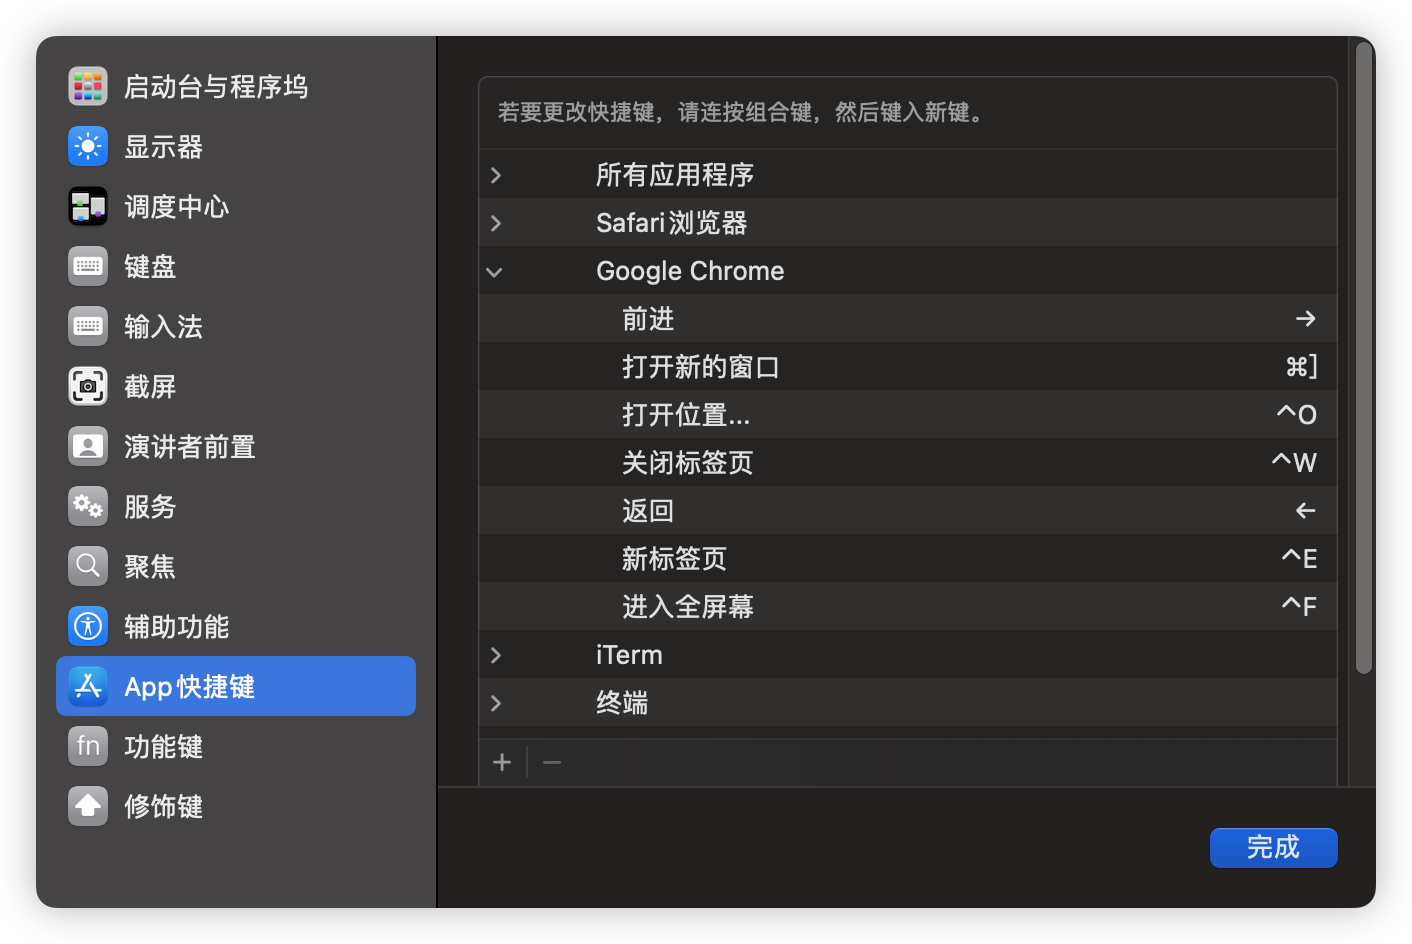 启动台与程序坞
显示器
调度中心
键盘
输入法
截屏
演讲者前置
服务
聚焦
辅助功能
App快捷键
fn 功能键
修饰键
若要更改快捷键，请连按组合键，然后键入新键。
所有应用程序
Safari浏览器
Google Chrome
前进 →
打开新的窗口 ⌘]
打开位置... ^O
关闭标签页 ^W
返回 ←
新标签页 ^E
进入全屏幕 ^F
iTerm
终端
完成